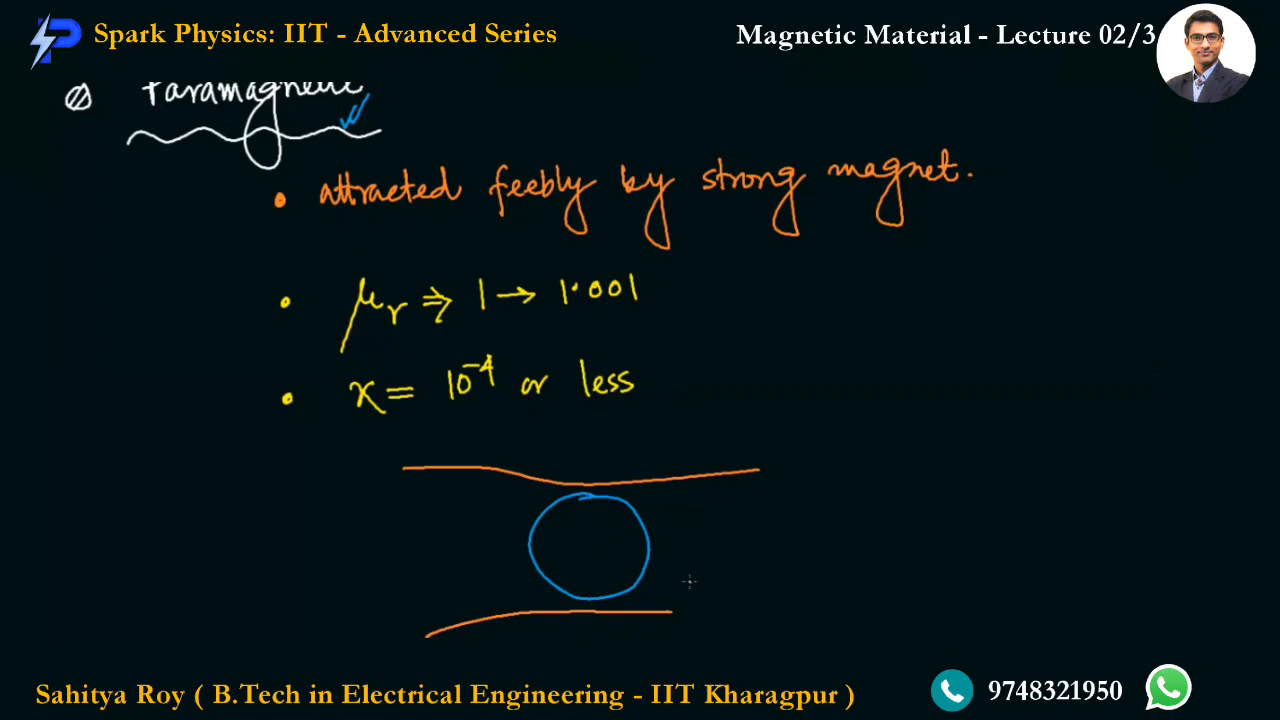 Spark Physics: IIT - Advanced Series
Magnetic Material - Lecture 02/3
Paramagnetic
• attracted feebly by strong magnet.
• μr ⇒ 1 → 1.001
• x = 10⁻⁴ or less
Sahitya Roy ( B.Tech in Electrical Engineering - IIT Kharagpur )
9748321950